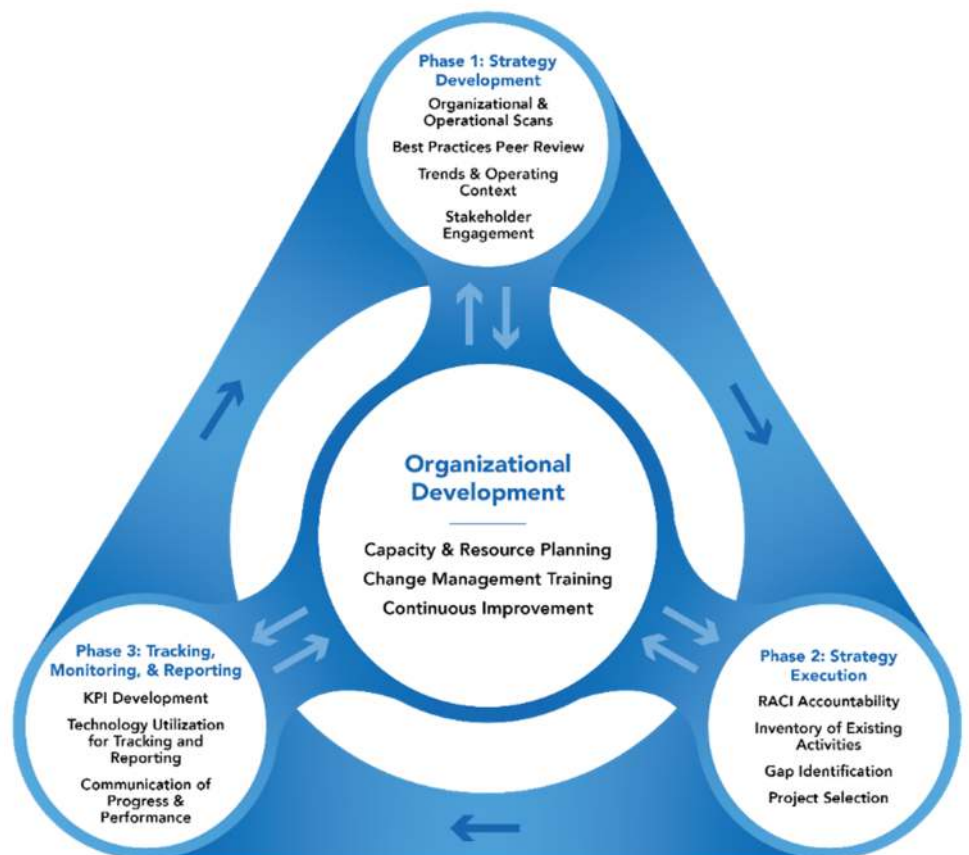 Phase 1: Strategy
Development
Organizational &
Operational Scans
Best Practices Peer Review
Trends & Operating
Context
Stakeholder
Engagement
Organizational
Development
Capacity & Resource Planning
Change Management Training
Continuous Improvement
Phase 3: Tracking,
Monitoring, & Reporting
KPI Development
Technology Utilization
for Tracking and
Reporting
Communication of
Progress &
Performance
Phase 2: Strategy
Execution
RACI Accountability
Inventory of Existing
Activities
Gap Identification
Project Selection